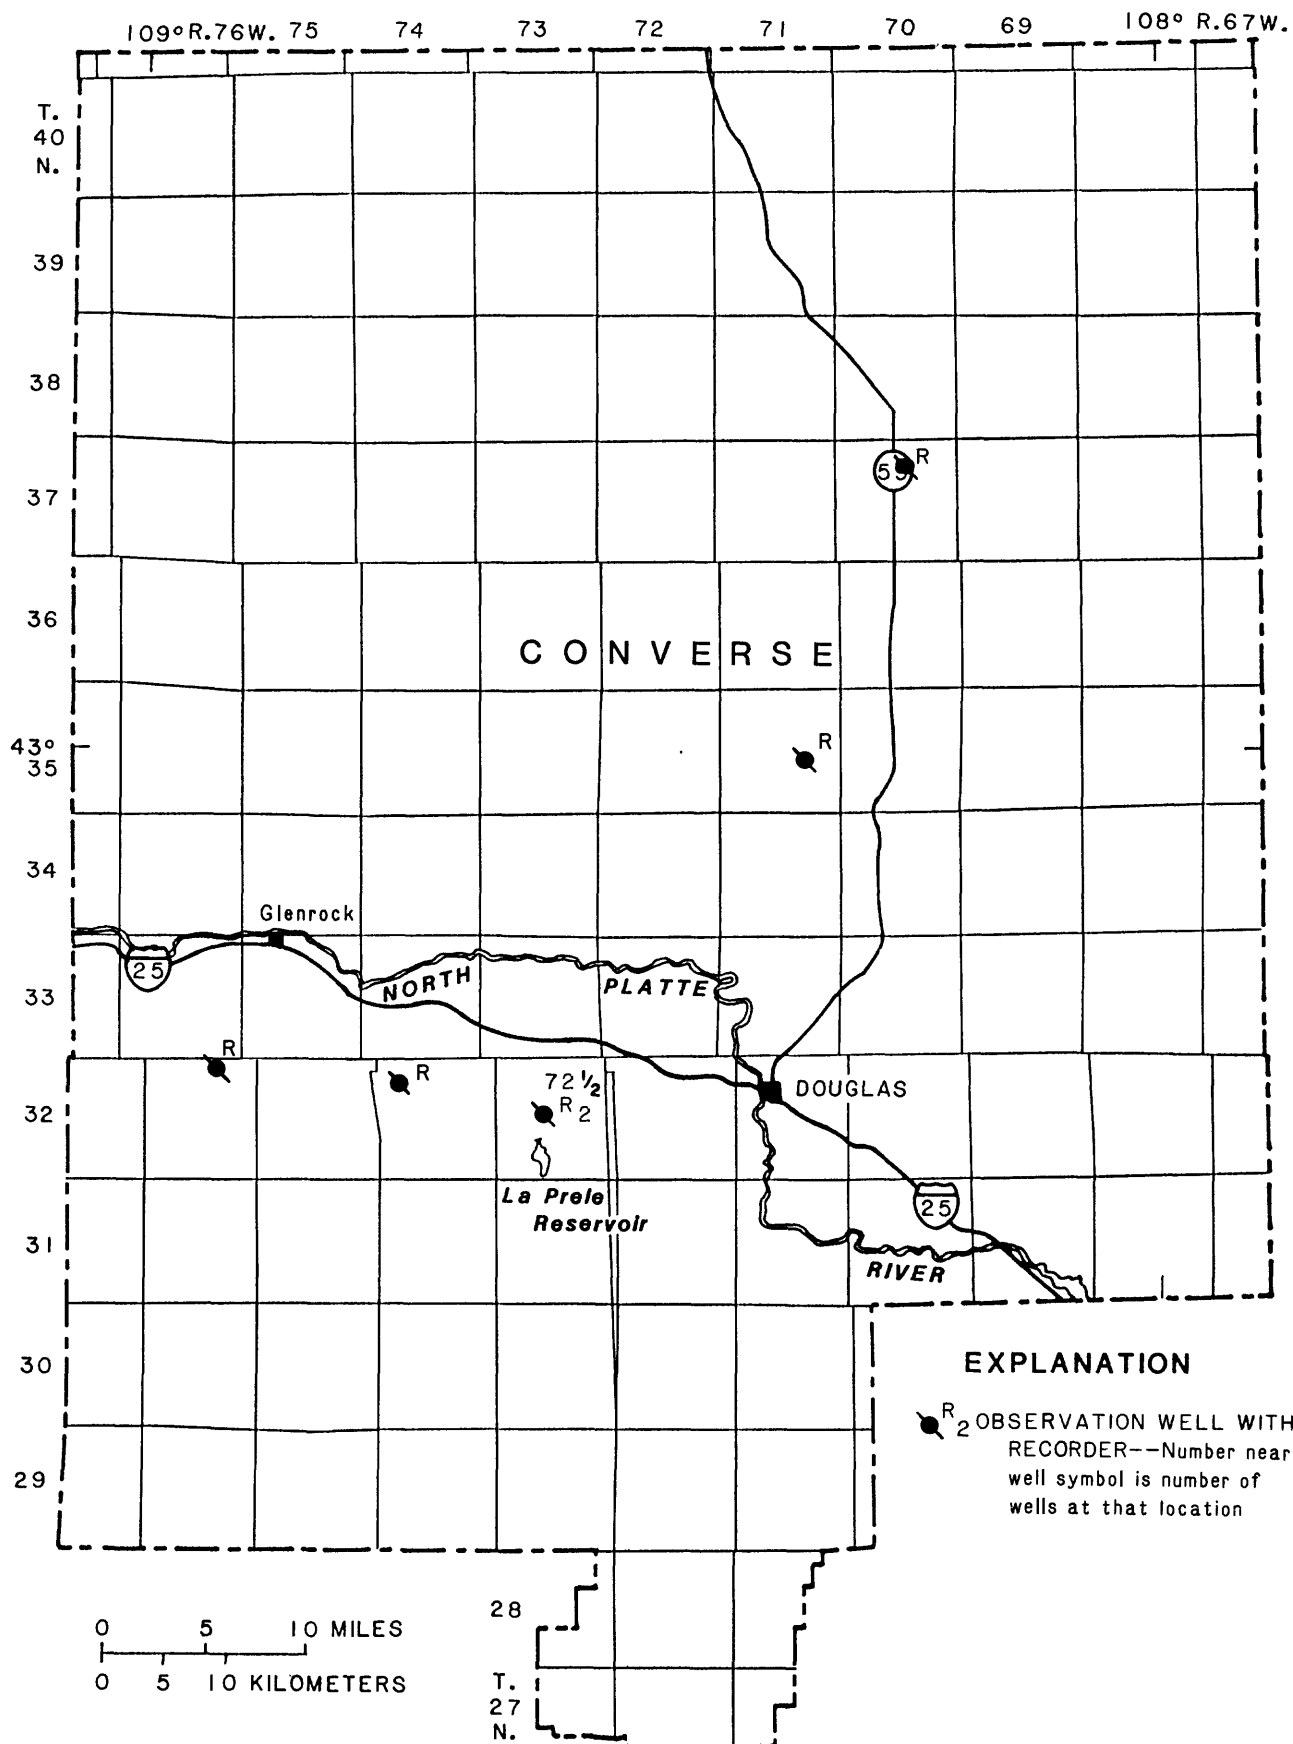 109° R.76W. 75 74 73 72 71 70 69 108° R.67W.
T.
40
N.
39
38
R
59
37
36
CONVERSE
R
43°
35
34
Glenrock
25
NORTH PLATTE
33
R
R
72 ½
DOUGLAS
R 2
32
La Prele
Reservoir
25
31
RIVER
30
EXPLANATION
R 2 OBSERVATION WELL WITH
RECORDER--Number near
well symbol is number of
wells at that location
29
28
0 5 10 MILES
0 5 10 KILOMETERS
T.
27
N.